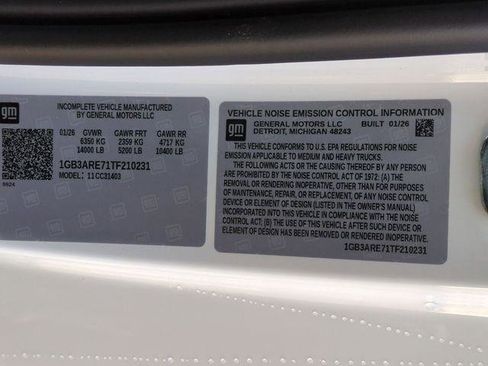 gm
INCOMPLETE VEHICLE MANUFACTURED
BY GENERAL MOTORS LLC
01/26 GVWR GAWR FRT GAWR RR
6350 KG 2359 KG 4717 KG
14000 LB 5200 LB 10400 LB
1GB3ARE71TF210231
MODEL: 11CC31403
9924
gm
VEHICLE NOISE EMISSION CONTROL INFORMATION
GENERAL MOTORS LLC BUILT 01/26
DETROIT, MICHIGAN 48243
THIS VEHICLE CONFORMS TO U.S. EPA REGULATIONS FOR NOISE
EMISSION APPLICABLE TO MEDIUM AND HEAVY TRUCKS.
THE FOLLOWING ACTS OR THE CAUSING THEREOF BY ANY PERSON
ARE PROHIBITED BY THE NOISE CONTROL ACT OF 1972: (A) THE
REMOVAL OR RENDERING INOPERATIVE, OTHER THAN FOR PURPOSES
OF MAINTENANCE, REPAIR, OR REPLACEMENT, OF ANY NOISE CONTROL
DEVICE OR ELEMENT OF DESIGN (LISTED IN THE OWNER'S MANUAL)
INCORPORATED INTO THIS VEHICLE IN COMPLIANCE WITH THE NOISE
CONTROL ACT; (B) THE USE OF THIS VEHICLE AFTER SUCH DEVICE OR
ELEMENT OF DESIGN HAS BEEN REMOVED OR RENDERED INOPERATIVE.
1GB3ARE71TF210231